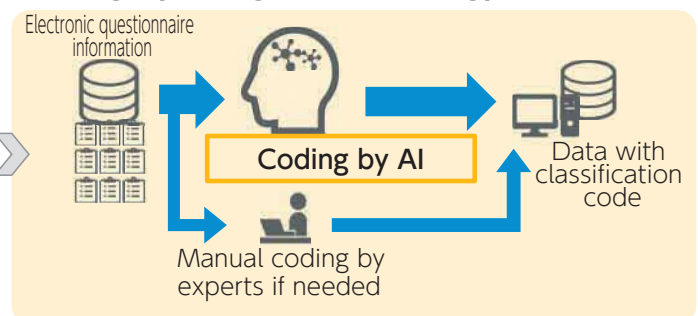 Electronic questionnaire
information
Coding by AI
Data with
classification
code
Manual coding by
experts if needed